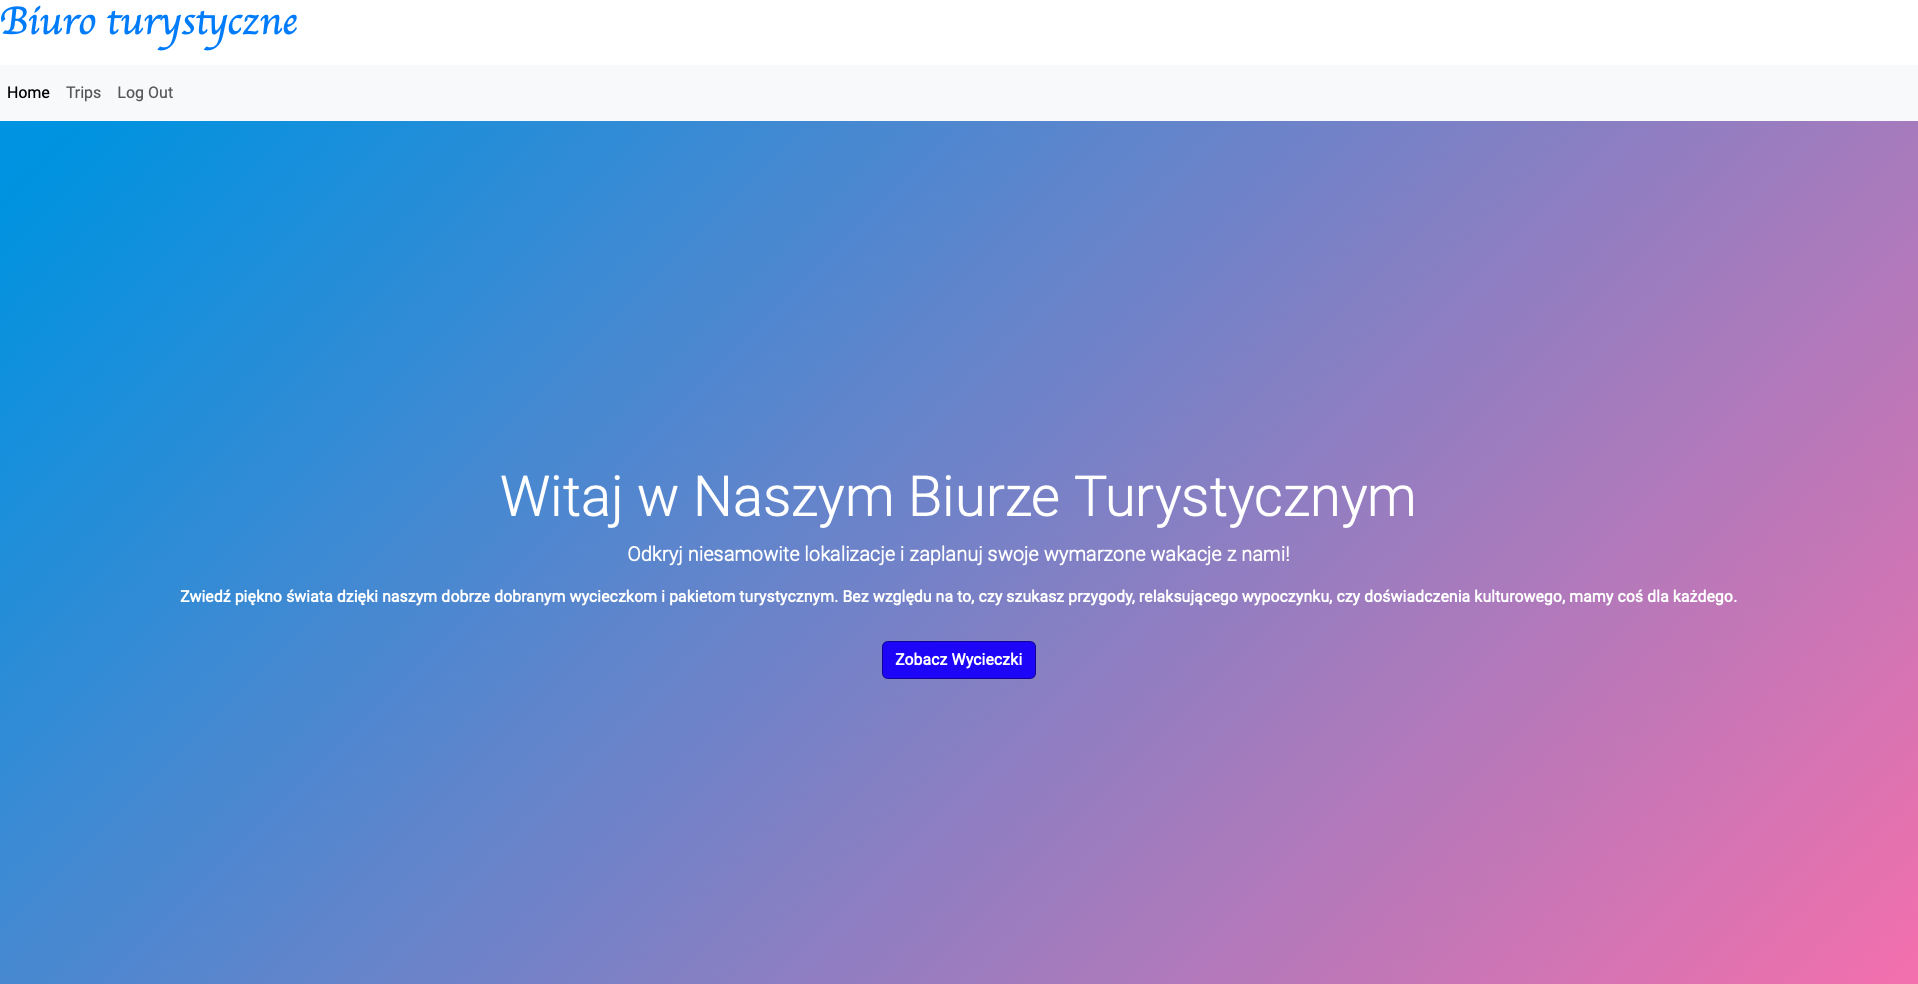 Biuro turystyczne
Home Trips Log Out
Witaj w Naszym Biurze Turystycznym
Odkryj niesamowite lokalizacje i zaplanuj swoje wymarzone wakacje z nami!
Zwiedź piękno świata dzięki naszym dobrze dobranym wycieczkom i pakietom turystycznym. Bez względu na to, czy szukasz przygody, relaksującego wypoczynku, czy doświadczenia kulturowego, mamy coś dla każdego.
Zobacz Wycieczki